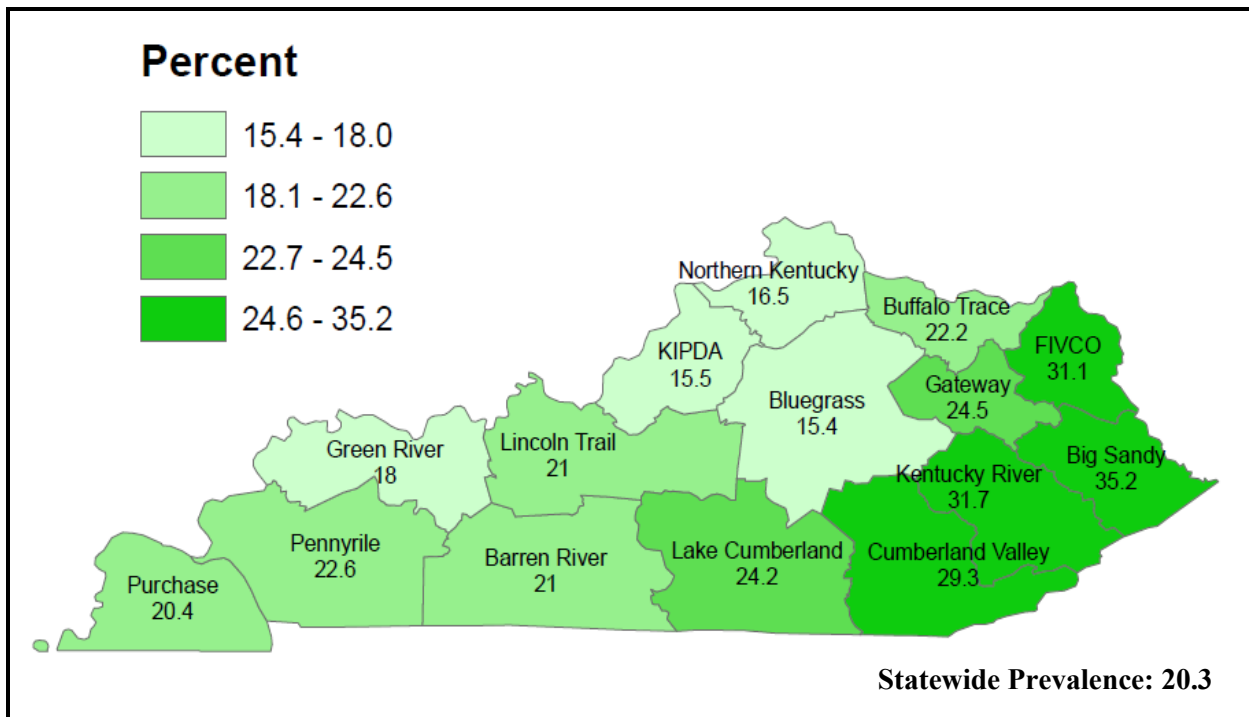 Percent
15.4 - 18.0
18.1 - 22.6
22.7 - 24.5
24.6 - 35.2
Northern Kentucky
16.5
Buffalo Trace
22.2
FIVCO
31.1
KIPDA
15.5
Gateway
24.5
Bluegrass
15.4
Lincoln Trail
21
Green River
18
Big Sandy
35.2
Kentucky River
31.7
Pennyrile
22.6
Barren River
21
Lake Cumberland
24.2
Cumberland Valley
29.3
Purchase
20.4
Statewide Prevalence: 20.3